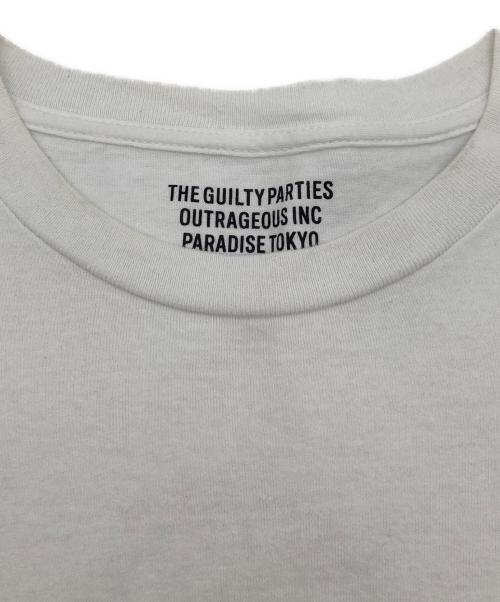 THE GUILTY PARTIES
OUTRAGEOUS INC
PARADISE TOKYO